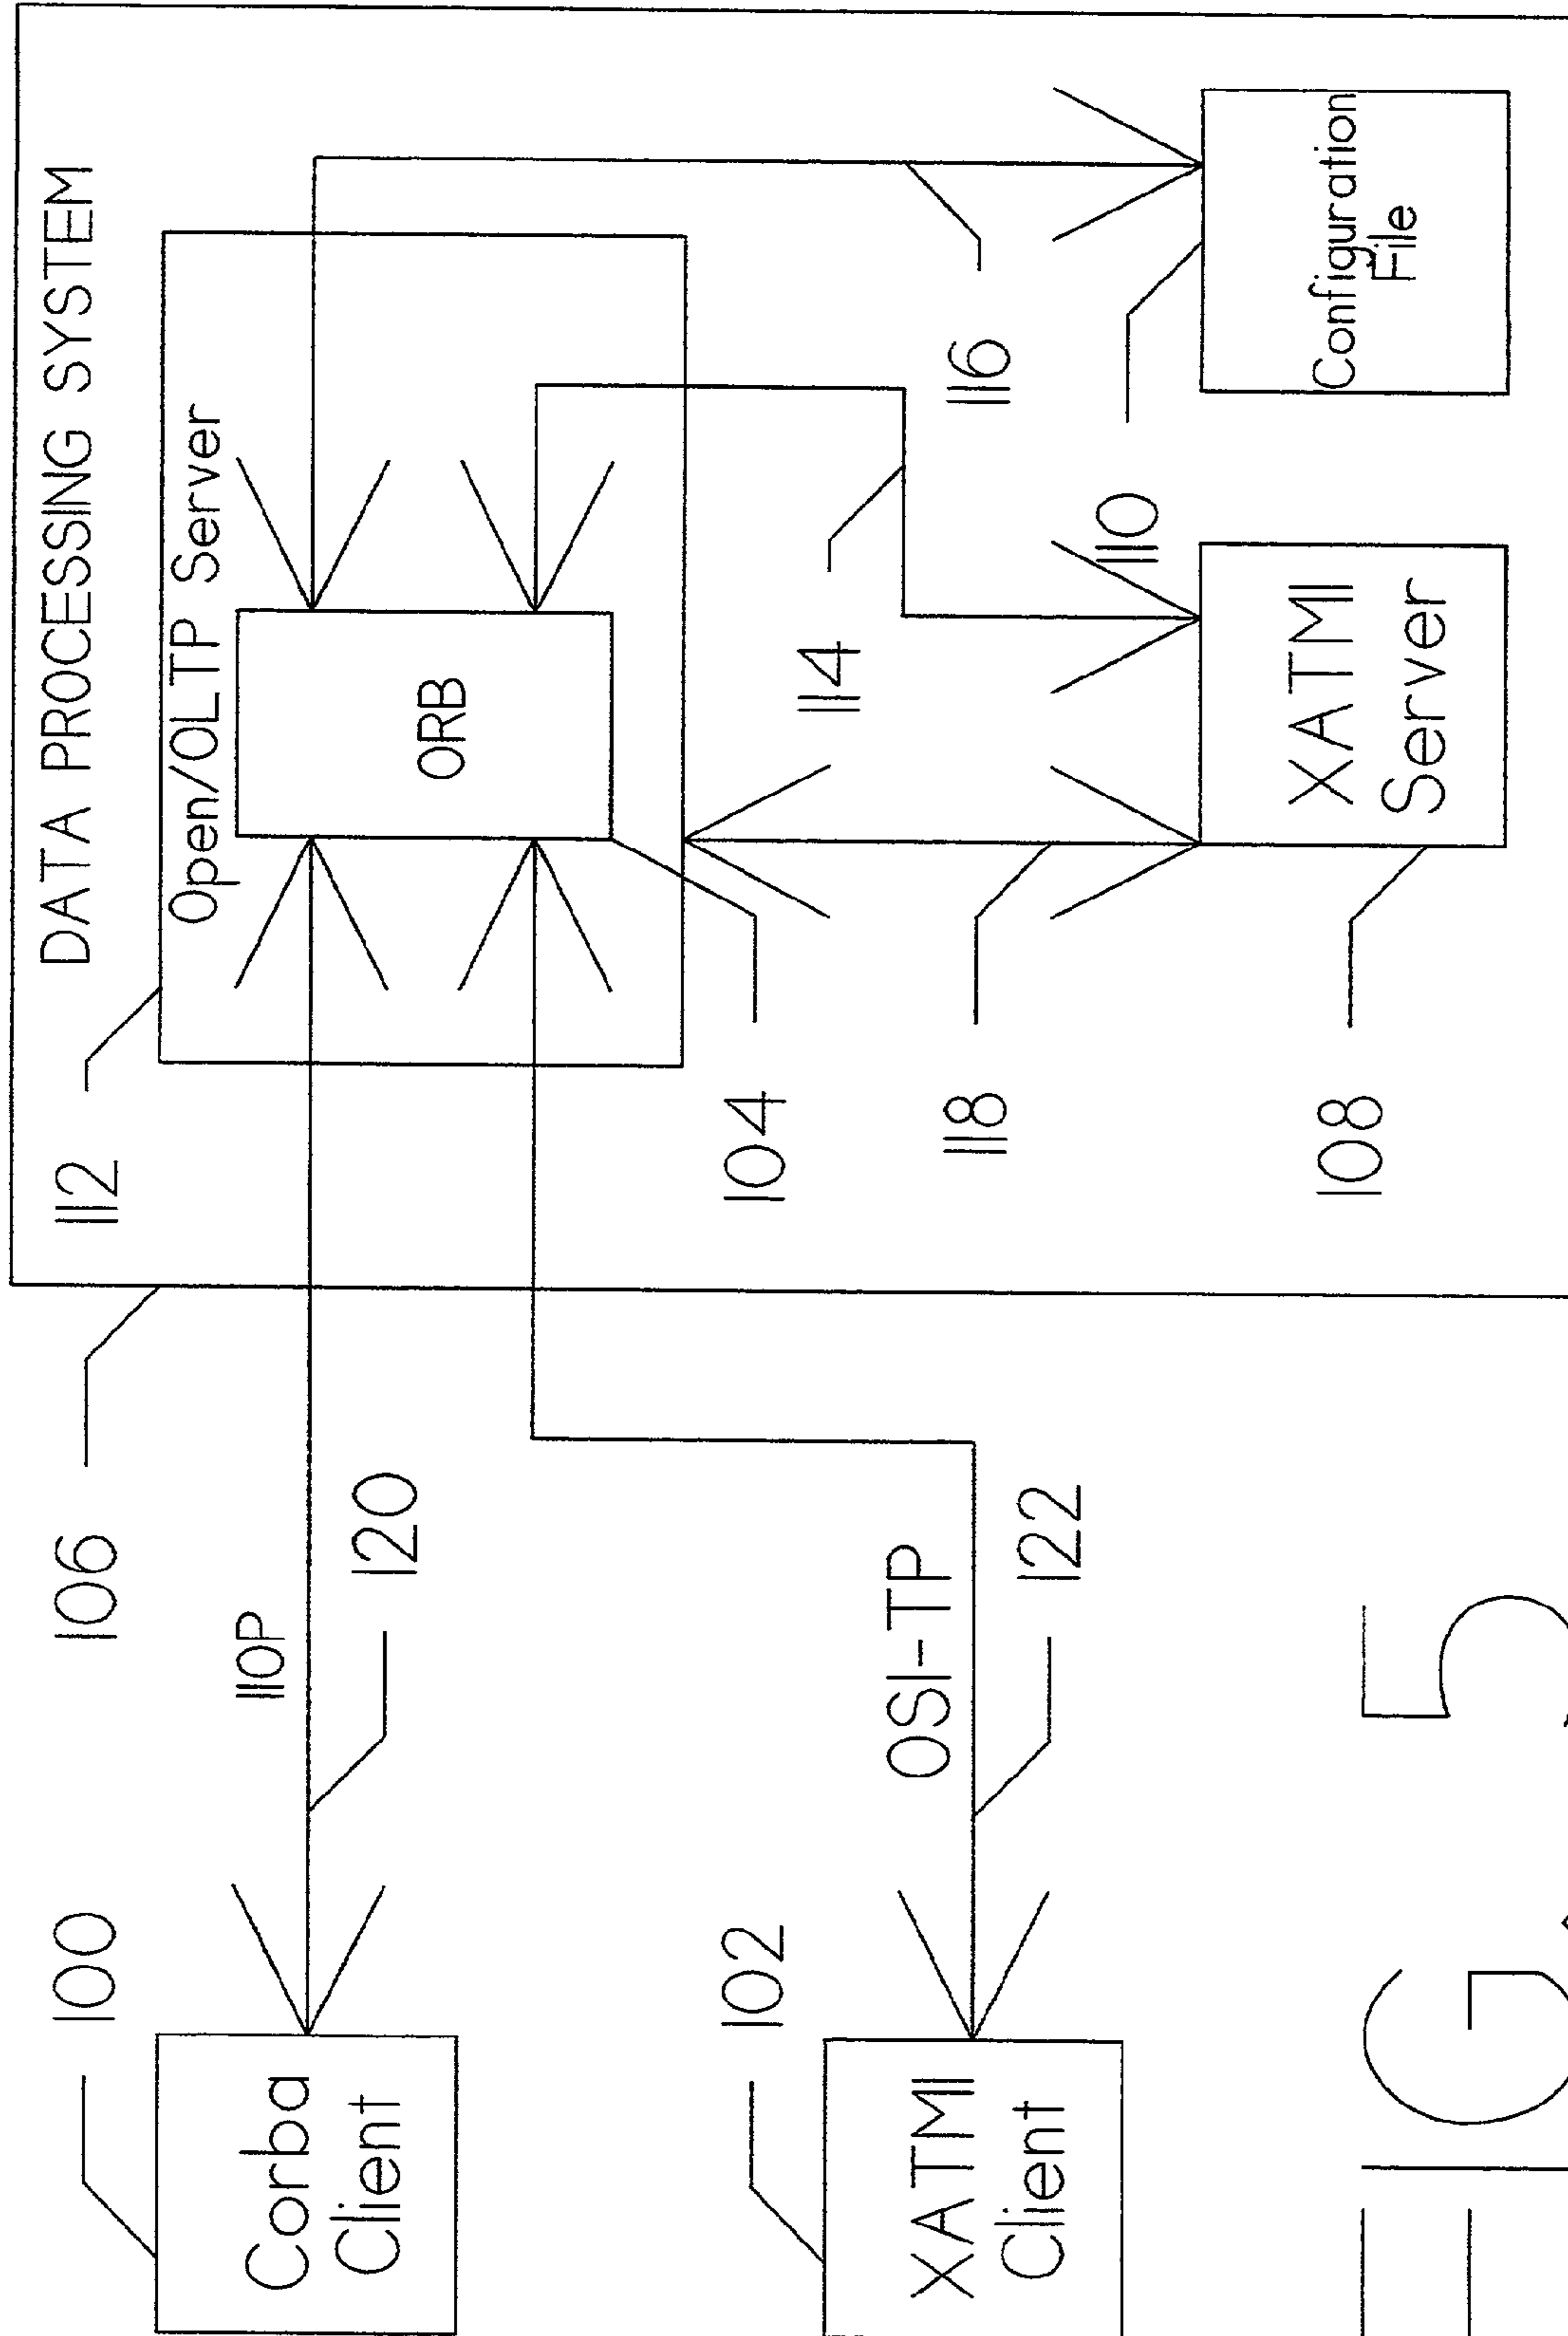 DATA PROCESSING SYSTEM
112
106
Open/OLTP Server
ORB
100
IIOP
120
Corba
Client
104
114
116
118
110
102
OSI-TP
122
XATMI
Client
108
XATMI
Server
Configuration
File
FIG. 5